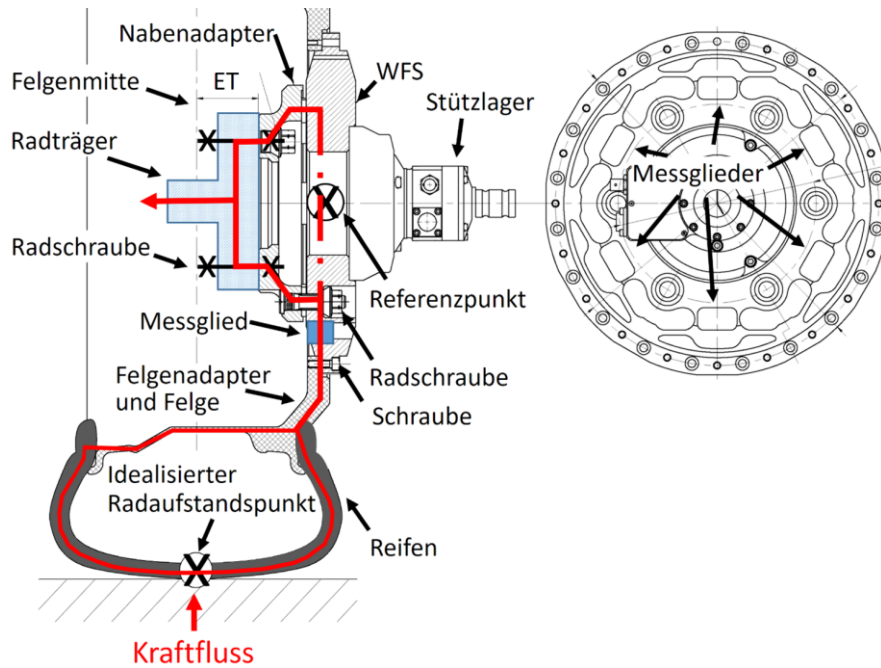 Nabenadapter
Felgenmitte
ET
WFS
Stützlager
Radträger
Messglieder
Radschraube
Referenzpunkt
Messglied
Radschraube
Felgenadapter
und Felge
Schraube
Idealisierter
Radaufstandspunkt
Reifen
Kraftfluss